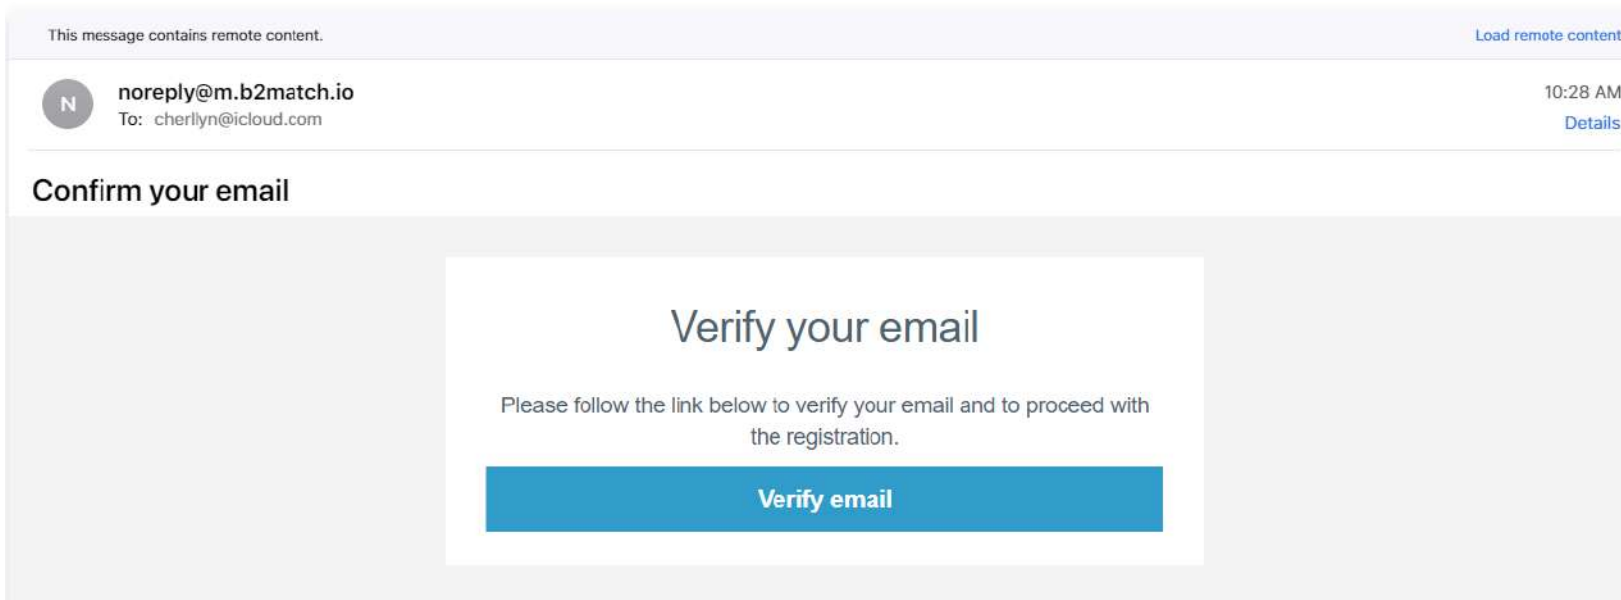 This message contains remote content.
Load remote content
N
noreply@m.b2match.io
10:28 AM
To: cherllyn@icloud.com
Details
Confirm your email
Verify your email
Please follow the link below to verify your email and to proceed with
the registration.
Verify email